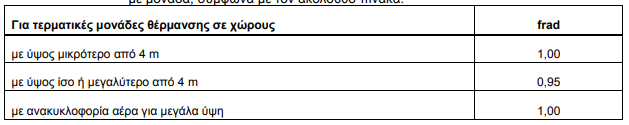 με μονάδα, σύμφωνα με τον ακόλουθο πίνακα:
Για τερματικές μονάδες θέρμανσης σε χώρους frad
με ύψος μικρότερο από 4 m 1,00
με ύψος ίσο ή μεγαλύτερο από 4 m 0,95
με ανακυκλοφορία αέρα για μεγάλα ύψη 1,00